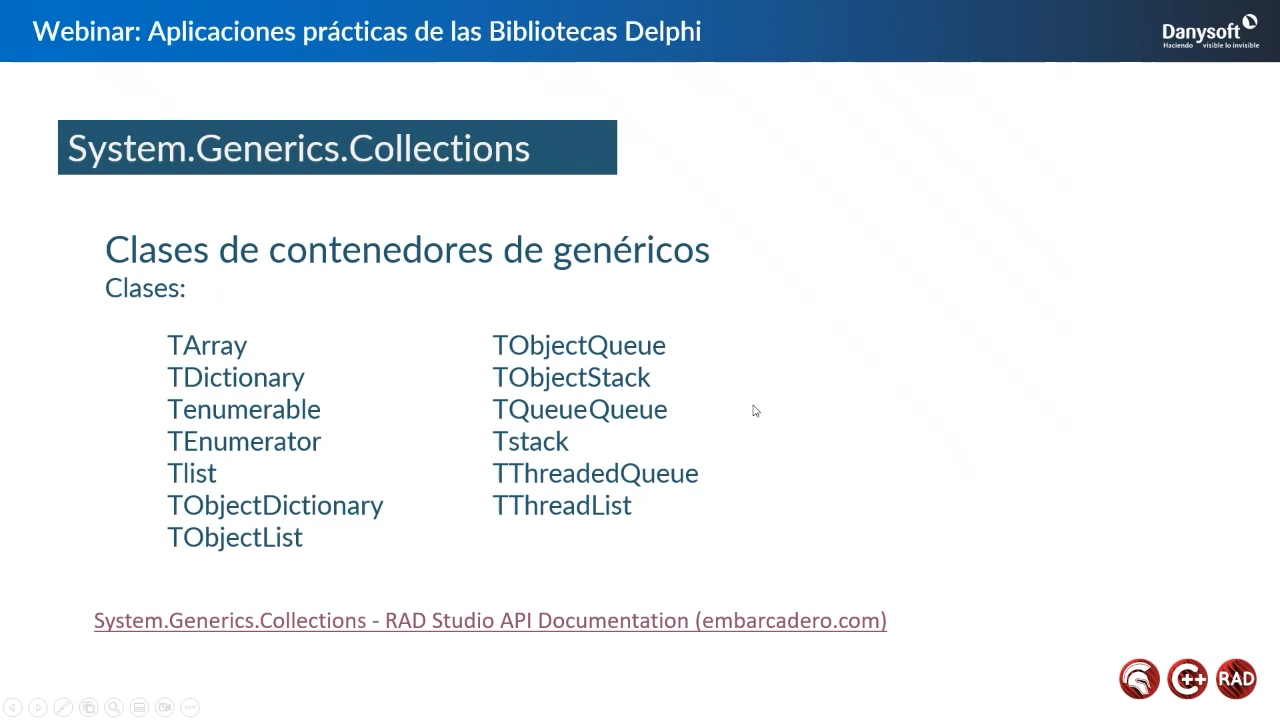 Webinar: Aplicaciones prácticas de las Bibliotecas Delphi
Danysoft
Haciendo visible lo invisible
System.Generics.Collections
Clases de contenedores de genéricos
Clases:
TArray
TDictionary
Tenumerable
TEnumerator
Tlist
TObjectDictionary
TObjectList
TObjectQueue
TObjectStack
TQueueQueue
Tstack
TThreadedQueue
TThreadList
System.Generics.Collections - RAD Studio API Documentation (embarcadero.com)
C++
RAD